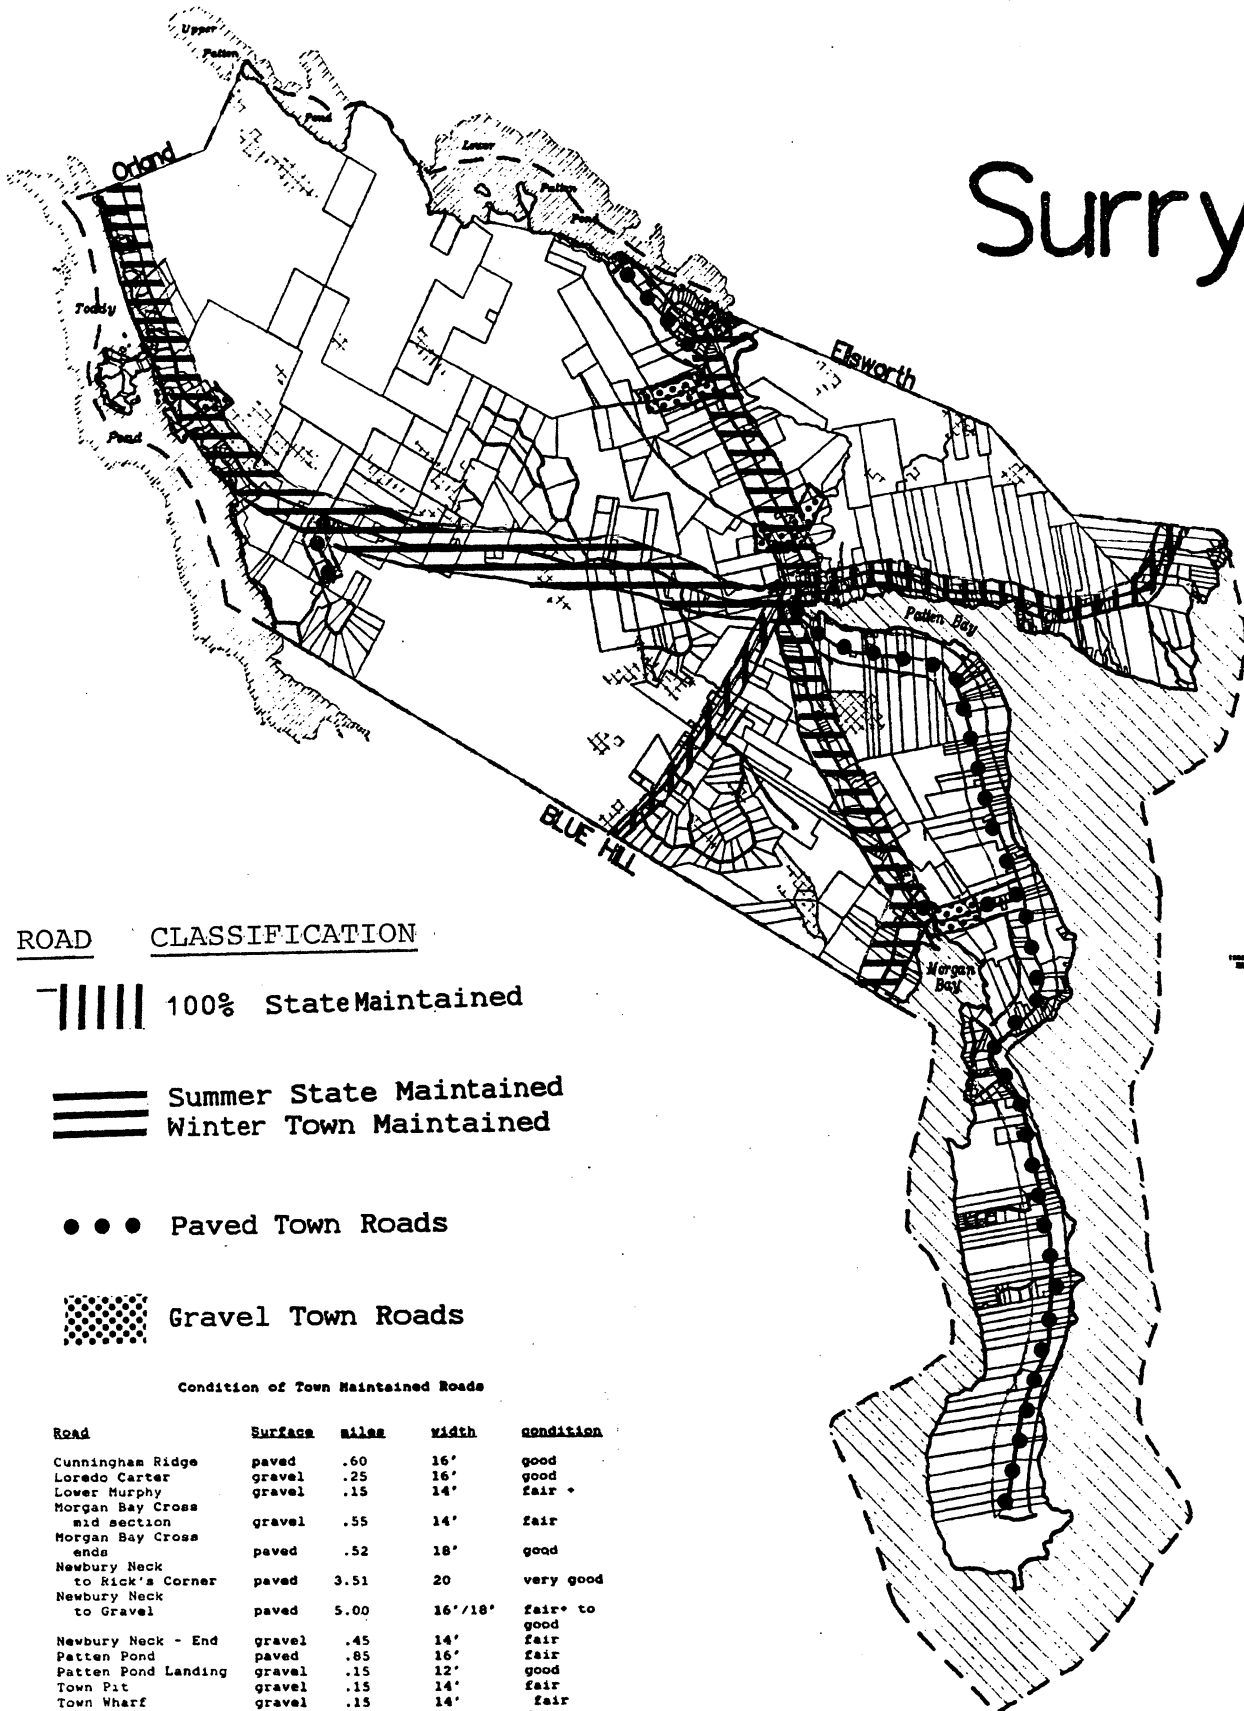 Upper
Patten
Pond
Orland
Lower
Patten
Pond
Surry
Toddy
Pond
Ellsworth
Patten Bay
BLUE HILL
Morgan
Bay
ROAD CLASSIFICATION
100% State Maintained
Summer State Maintained
Winter Town Maintained
Paved Town Roads
Gravel Town Roads
Condition of Town Maintained Roads
Road Surface miles width condition
Cunningham Ridge paved .60 16' good
Loredo Carter gravel .25 16' good
Lower Murphy gravel .15 14' fair +
Morgan Bay Cross
mid section gravel .55 14' fair
Morgan Bay Cross
ends paved .52 18' good
Newbury Neck
to Rick's Corner paved 3.51 20 very good
Newbury Neck
to Gravel paved 5.00 16'/18' fair+ to
good
Newbury Neck - End gravel .45 14' fair
Patten Pond paved .85 16' fair
Patten Pond Landing gravel .15 12' good
Town Pit gravel .15 14' fair
Town Wharf gravel .15 14' fair